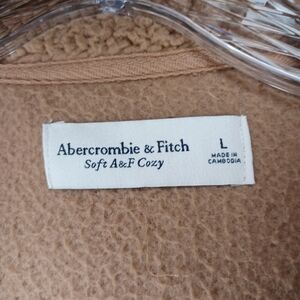 Abercrombie & Fitch
Soft A&F Cozy
L
MADE IN
CAMBODIA